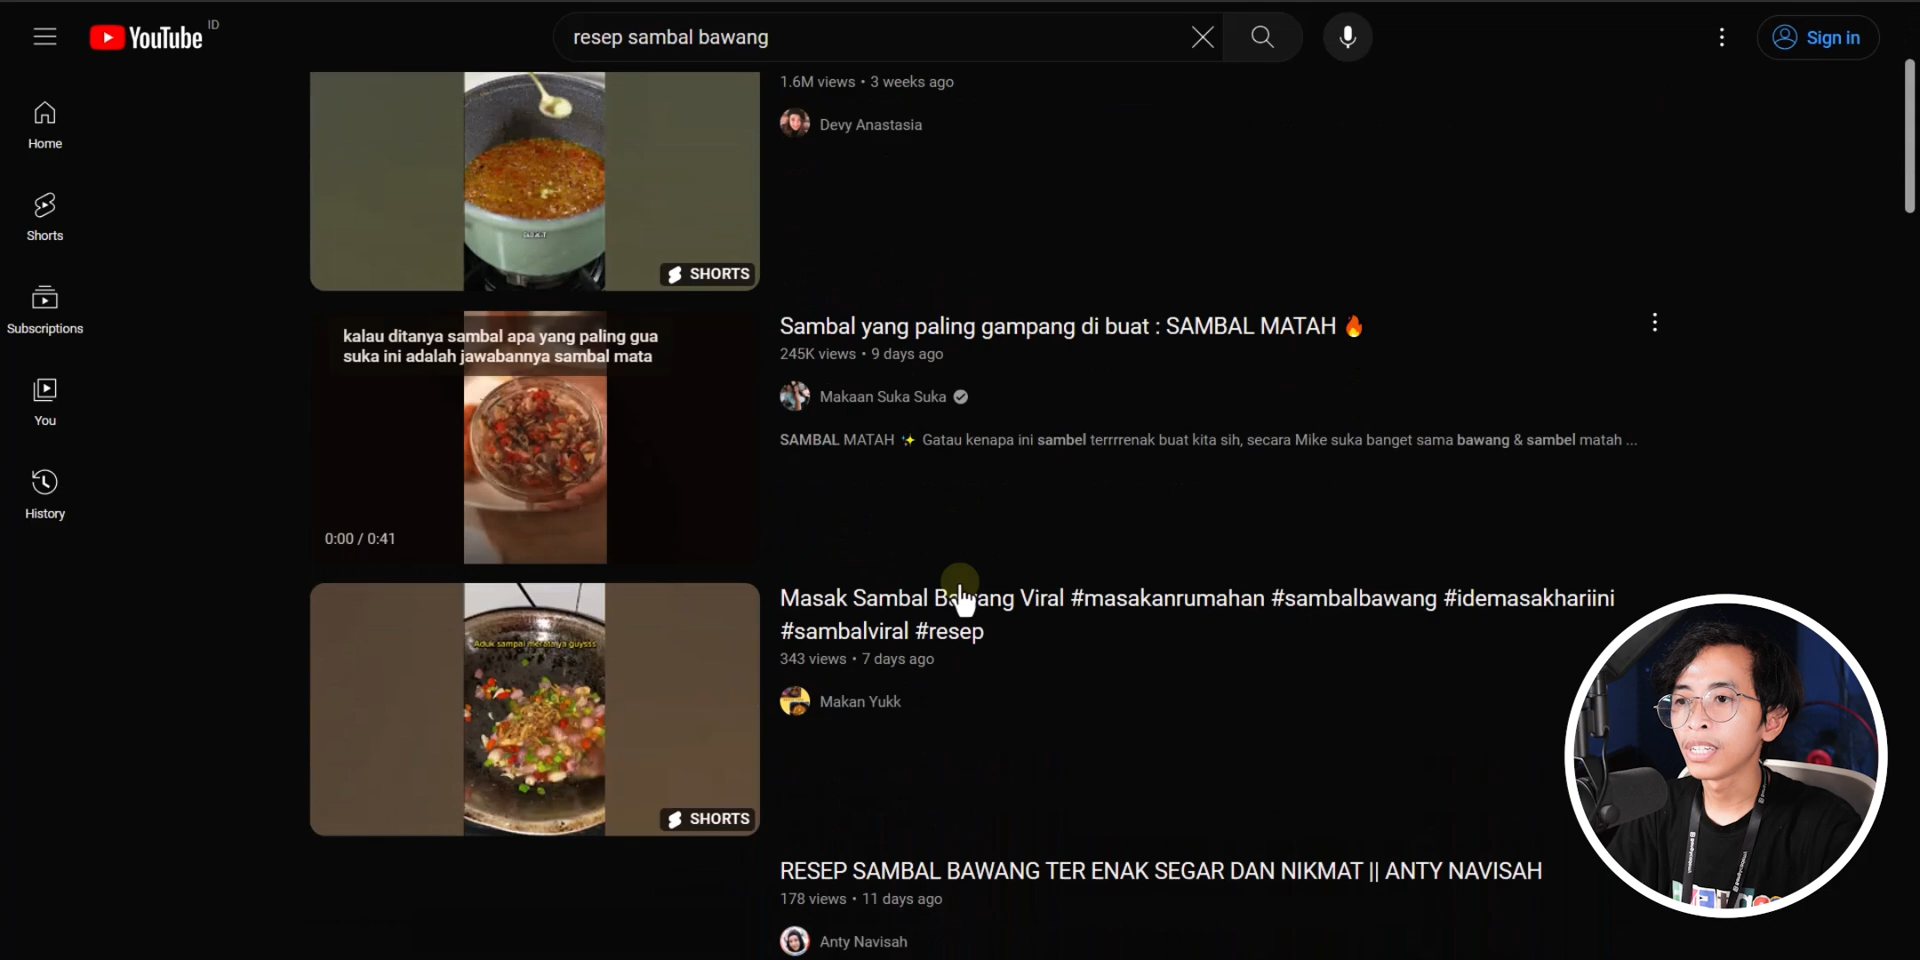 YouTube ID
resep sambal bawang
Sign in
Home
Shorts
Subscriptions
You
History
1.6M views • 3 weeks ago
Devy Anastasia
SHORTS
kalau ditanya sambal apa yang paling gua
suka ini adalah jawabannya sambal mata
0:00 / 0:41
Sambal yang paling gampang di buat : SAMBAL MATAH 🔥
245K views • 9 days ago
Makaan Suka Suka
SAMBAL MATAH ✨ Gatau kenapa ini sambel terrrrenak buat kita sih, secara Mike suka banget sama bawang & sambel matah ...
Aduk sampai meratanya guysss
SHORTS
Masak Sambal Bawang Viral #masakanrumahan #sambalbawang #idemasakhariini
#sambalviral #resep
343 views • 7 days ago
Makan Yukk
RESEP SAMBAL BAWANG TER ENAK SEGAR DAN NIKMAT || ANTY NAVISAH
178 views • 11 days ago
Anty Navisah